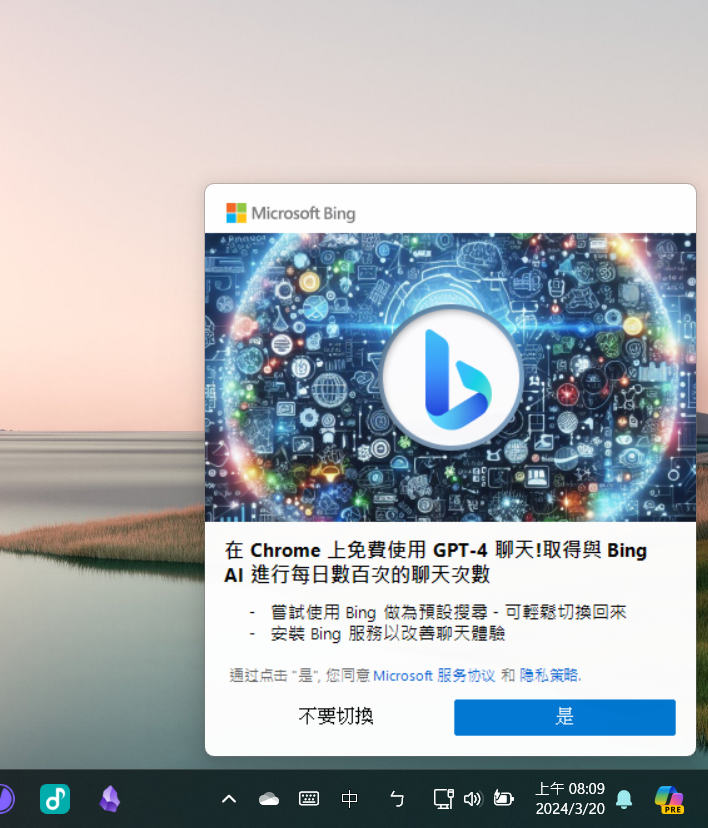 Microsoft Bing
在 Chrome 上免費使用 GPT-4 聊天!取得與 Bing
AI 進行每日數百次的聊天次數
- 嘗試使用 Bing 做為預設搜尋 - 可輕鬆切換回來
- 安裝 Bing 服務以改善聊天體驗
通过点击 "是", 您同意 Microsoft 服务协议 和 隐私策略.
不要切換
是
中
ㄅ
上午 08:09
2024/3/20
PRE